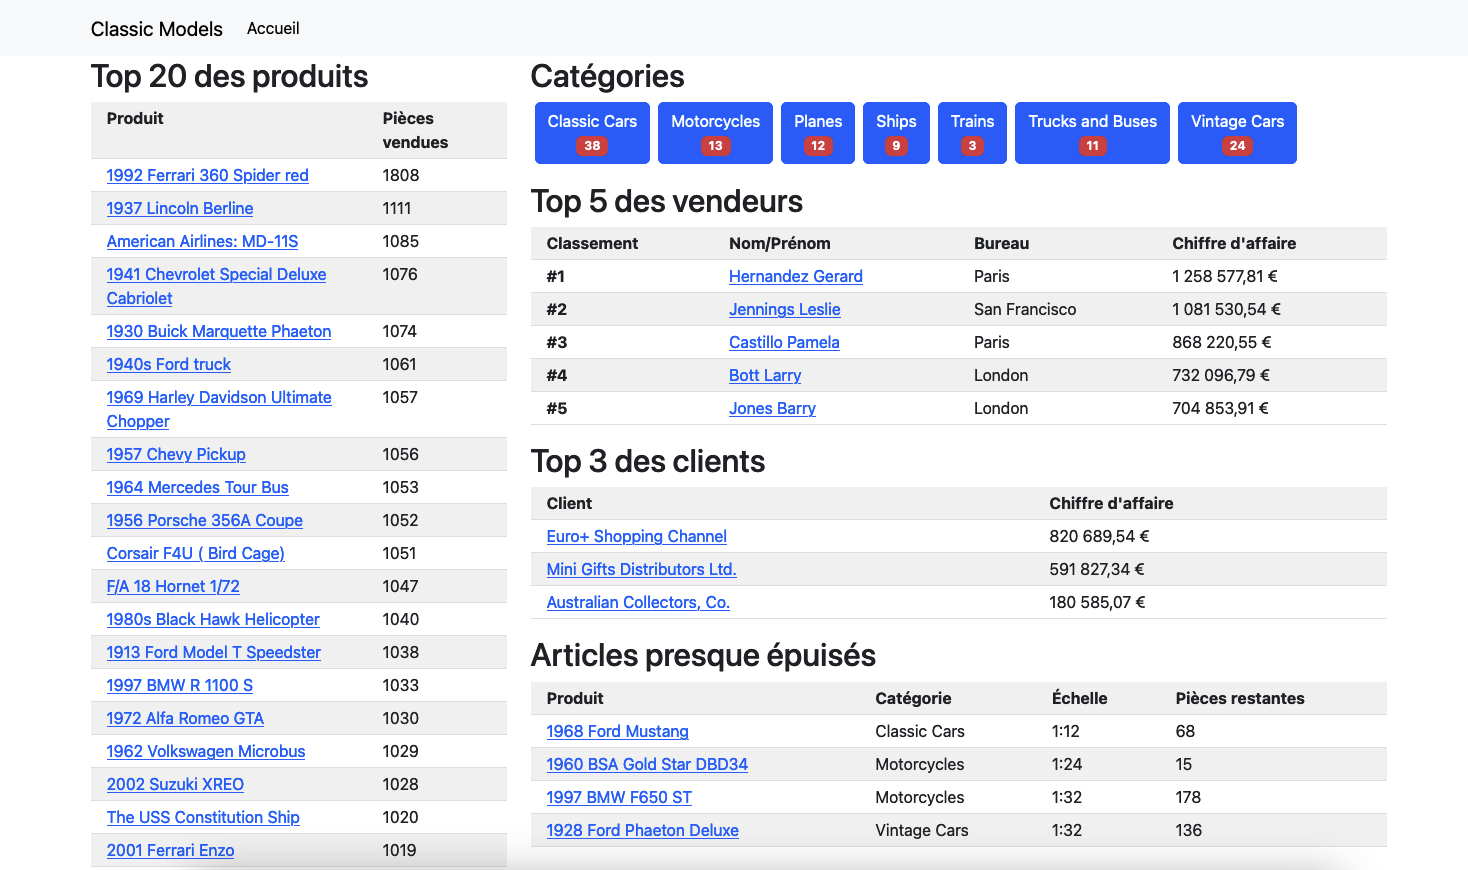 Classic Models Accueil
Top 20 des produits
Produit Pièces vendues
1992 Ferrari 360 Spider red 1808
1937 Lincoln Berline 1111
American Airlines: MD-11S 1085
1941 Chevrolet Special Deluxe Cabriolet 1076
1930 Buick Marquette Phaeton 1074
1940s Ford truck 1061
1969 Harley Davidson Ultimate Chopper 1057
1957 Chevy Pickup 1056
1964 Mercedes Tour Bus 1053
1956 Porsche 356A Coupe 1052
Corsair F4U ( Bird Cage) 1051
F/A 18 Hornet 1/72 1047
1980s Black Hawk Helicopter 1040
1913 Ford Model T Speedster 1038
1997 BMW R 1100 S 1033
1972 Alfa Romeo GTA 1030
1962 Volkswagen Microbus 1029
2002 Suzuki XREO 1028
The USS Constitution Ship 1020
2001 Ferrari Enzo 1019
Catégories
Classic Cars 38
Motorcycles 13
Planes 12
Ships 9
Trains 3
Trucks and Buses 11
Vintage Cars 24
Top 5 des vendeurs
Classement Nom/Prénom Bureau Chiffre d'affaire
#1 Hernandez Gerard Paris 1 258 577,81 €
#2 Jennings Leslie San Francisco 1 081 530,54 €
#3 Castillo Pamela Paris 868 220,55 €
#4 Bott Larry London 732 096,79 €
#5 Jones Barry London 704 853,91 €
Top 3 des clients
Client Chiffre d'affaire
Euro+ Shopping Channel 820 689,54 €
Mini Gifts Distributors Ltd. 591 827,34 €
Australian Collectors, Co. 180 585,07 €
Articles presque épuisés
Produit Catégorie Échelle Pièces restantes
1968 Ford Mustang Classic Cars 1:12 68
1960 BSA Gold Star DBD34 Motorcycles 1:24 15
1997 BMW F650 ST Motorcycles 1:32 178
1928 Ford Phaeton Deluxe Vintage Cars 1:32 136